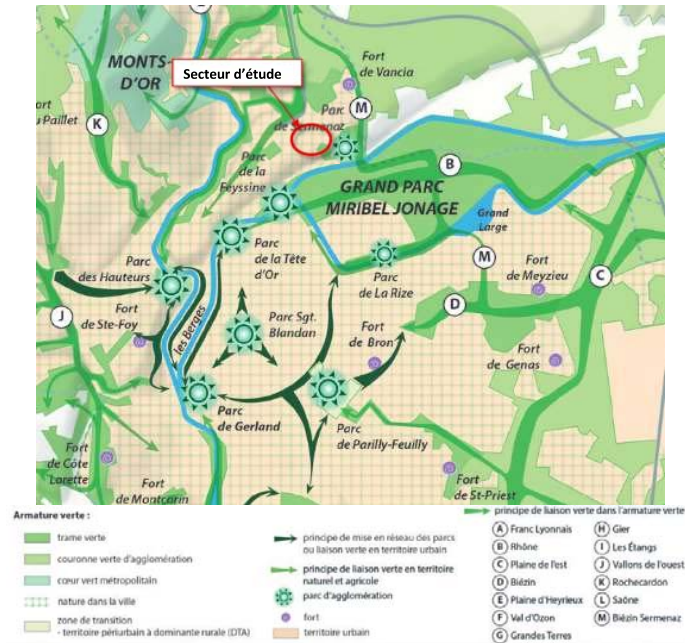 MONTS-
D'OR
Secteur d'étude
Fort
de Vancia
M
Parc
de Sermenaz
Fort
du Paillet
K
Parc
de la
Feyssine
B
GRAND PARC
MIRIBEL JONAGE
Grand
Large
Parc
de la Tête
d'Or
Parc
des Hauteurs
Parc
de La Rize
M
Fort
de Meyzieu
C
D
J
Fort
de Ste-Foy
les Berges
Parc Sgt.
Blandan
Fort
de Bron
Fort
de Genas
Parc
de Gerland
Parc
de Parilly-Feuilly
Fort
de Côte
Lorette
Fort
de Montcorin
Fort
de St-Priest
Armature verte :
trame verte
couronne verte d'agglomération
cœur vert métropolitain
nature dans la ville
zone de transition
- territoire périurbain à dominante rurale (DTA)
principe de mise en réseau des parcs
ou liaison verte en territoire urbain
principe de liaison verte en territoire
naturel et agricole
parc d'agglomération
fort
territoire urbain
principe de liaison verte dans l'armature verte
A Franc Lyonnais
B Rhône
C Plaine de l'est
D Biézin
E Plaine d'Heyrieux
F Val d'Ozon
G Grandes Terres
H Gier
I Les Étangs
J Vallons de l'ouest
K Rochecardon
L Saône
M Biézin Sermenaz